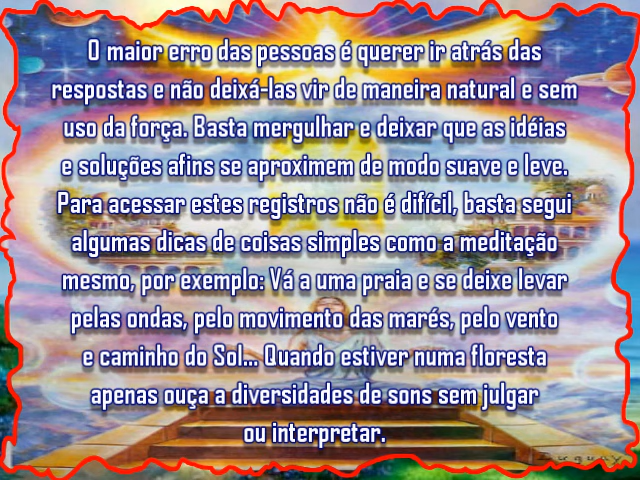 O maior erro das pessoas é querer ir atrás das
respostas e não deixá-las vir de maneira natural e sem
uso da força. Basta mergulhar e deixar que as idéias
e soluções afins se aproximem de modo suave e leve.
Para acessar estes registros não é difícil, basta segui
algumas dicas de coisas simples como a meditação
mesmo, por exemplo: Vá a uma praia e se deixe levar
pelas ondas, pelo movimento das marés, pelo vento
e caminho do Sol... Quando estiver numa floresta
apenas ouça a diversidades de sons sem julgar
ou interpretar.